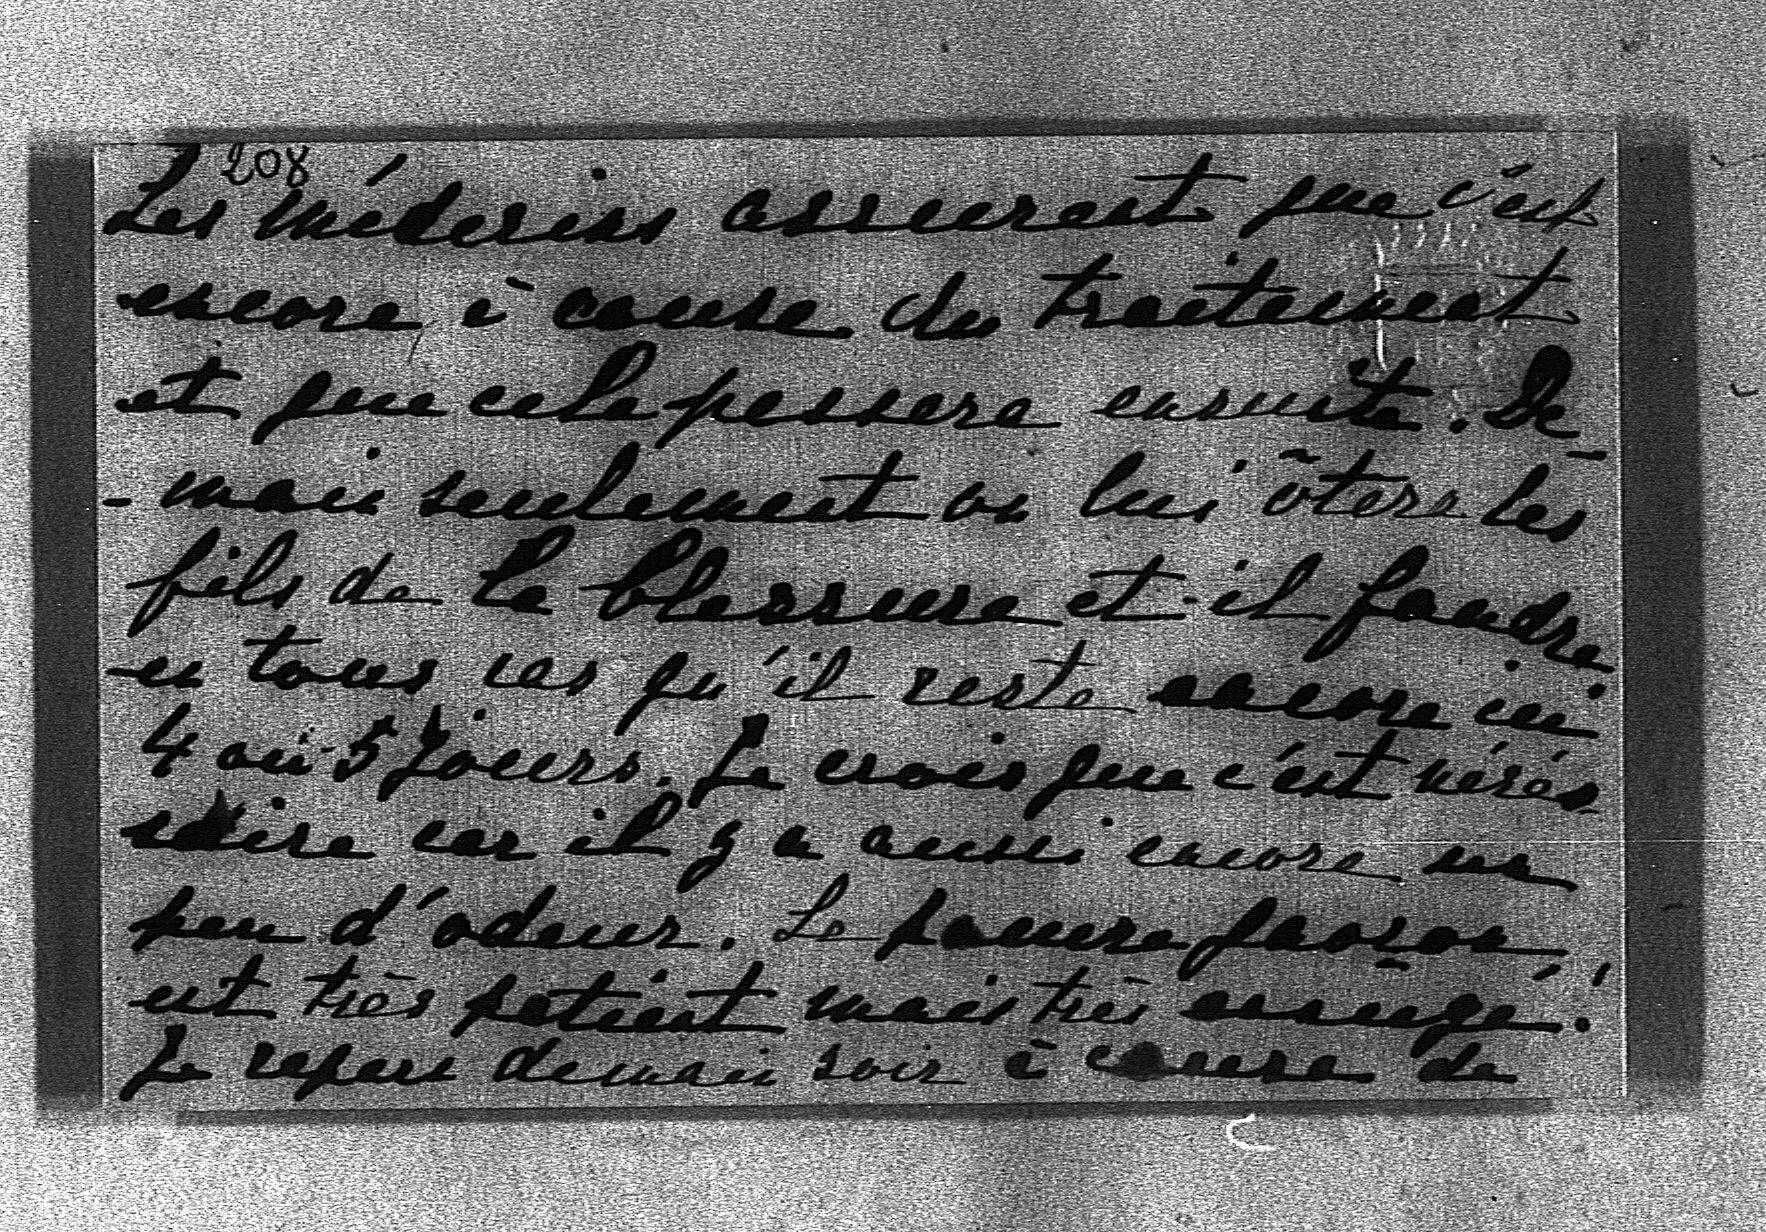 208
Les médecins assurent que c'est
encore à cause du traitement
et que cela passera ensuite. De-
-main seulement on lui ôtera les
fils de la blessure et il faudra
en tous cas qu'il reste encore ici
4 ou 5 jours. Je crois que c'est néces
saire car il y a aussi encore un
peu d'odeur. Le pauvre garçon
est très patient mais très
Je repars demain soir à cause de